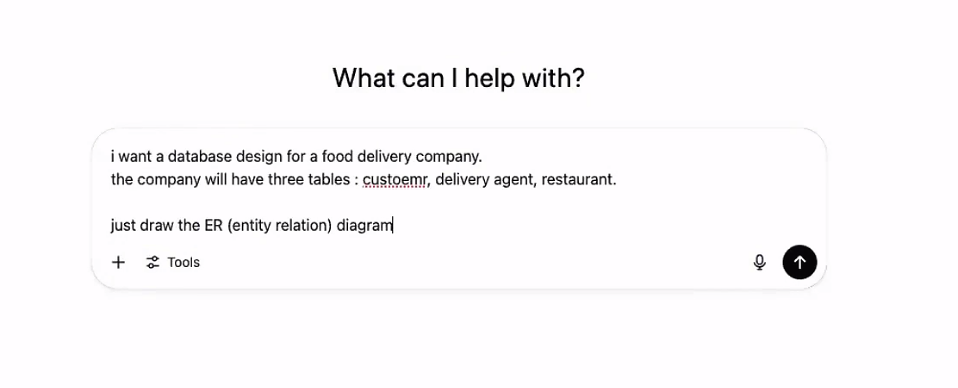 What can I help with?
i want a database design for a food delivery company.
the company will have three tables : custoemr, delivery agent, restaurant.
just draw the ER (entity relation) diagram
Tools